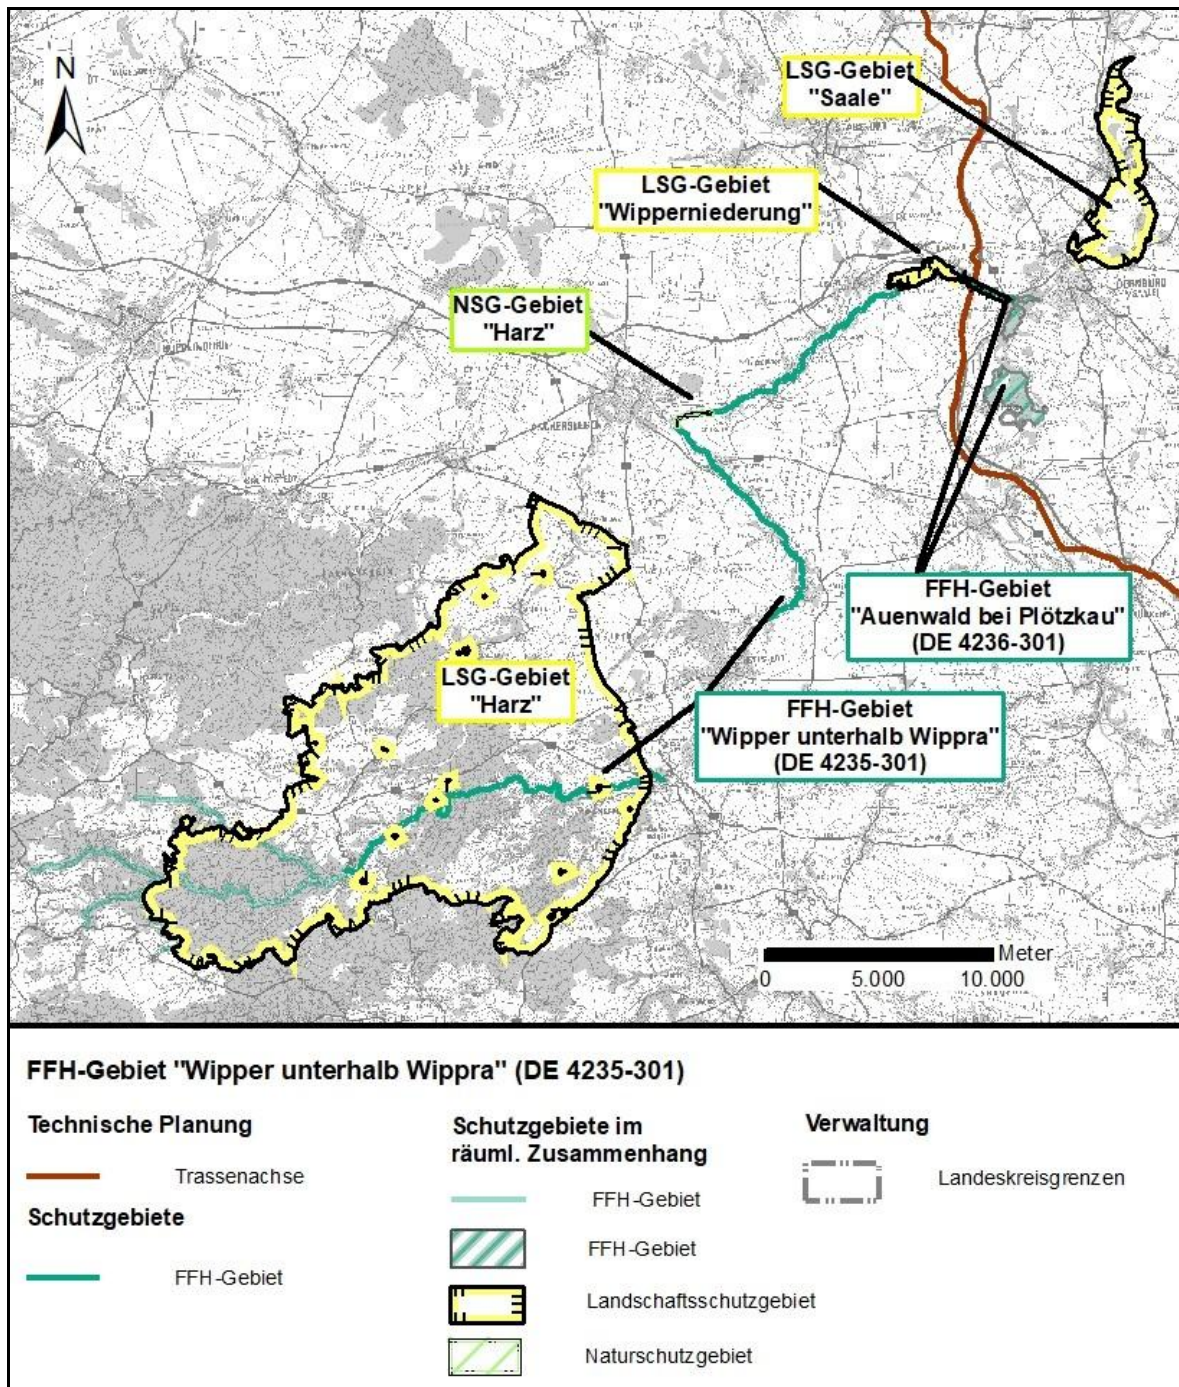 N
LSG-Gebiet
"Saale"
LSG-Gebiet
"Wipperniederung"
NSG-Gebiet
"Harz"
FFH-Gebiet
"Auenwald bei Plötzkau"
(DE 4236-301)
LSG-Gebiet
"Harz"
FFH-Gebiet
"Wipper unterhalb Wippra"
(DE 4235-301)
Meter
0 5.000 10.000
FFH-Gebiet "Wipper unterhalb Wippra" (DE 4235-301)
Technische Planung
Trassenachse
Schutzgebiete
FFH-Gebiet
Schutzgebiete im
räuml. Zusammenhang
FFH-Gebiet
FFH-Gebiet
Landschaftsschutzgebiet
Naturschutzgebiet
Verwaltung
Landeskreisgrenzen